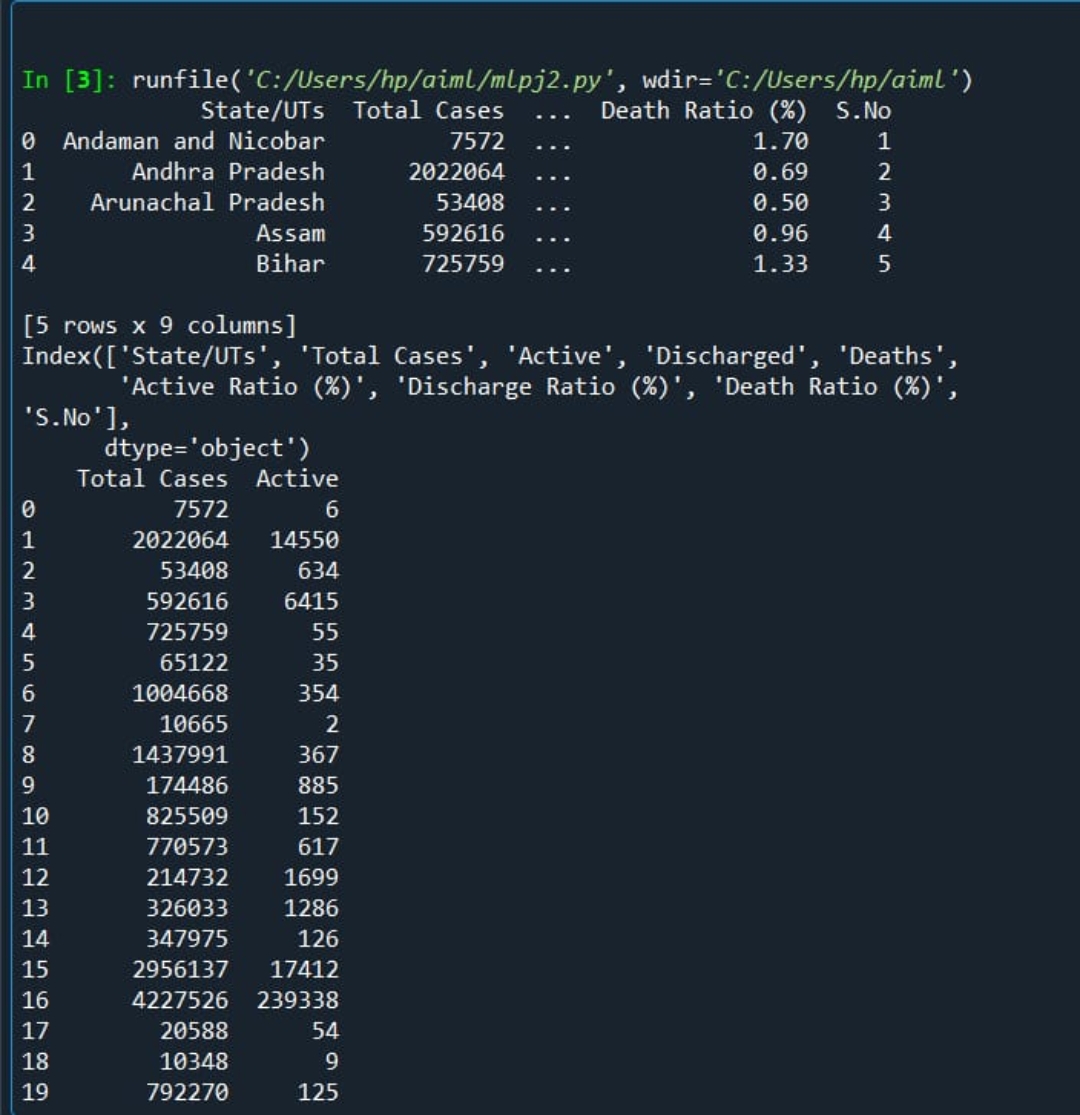 In [3]: runfile('C:/Users/hp/aiml/mlpj2.py', wdir='C:/Users/hp/aiml')
             State/UTs  Total Cases  ...  Death Ratio (%)  S.No
0  Andaman and Nicobar         7572  ...             1.70     1
1       Andhra Pradesh      2022064  ...             0.69     2
2    Arunachal Pradesh        53408  ...             0.50     3
3                Assam       592616  ...             0.96     4
4                Bihar       725759  ...             1.33     5
[5 rows x 9 columns]
Index(['State/UTs', 'Total Cases', 'Active', 'Discharged', 'Deaths',
       'Active Ratio (%)', 'Discharge Ratio (%)', 'Death Ratio (%)',
'S.No'],
      dtype='object')
    Total Cases  Active
0          7572       6
1       2022064   14550
2         53408     634
3        592616    6415
4        725759      55
5         65122      35
6       1004668     354
7         10665       2
8       1437991     367
9        174486     885
10       825509     152
11       770573     617
12       214732    1699
13       326033    1286
14       347975     126
15      2956137   17412
16      4227526  239338
17        20588      54
18        10348       9
19       792270     125